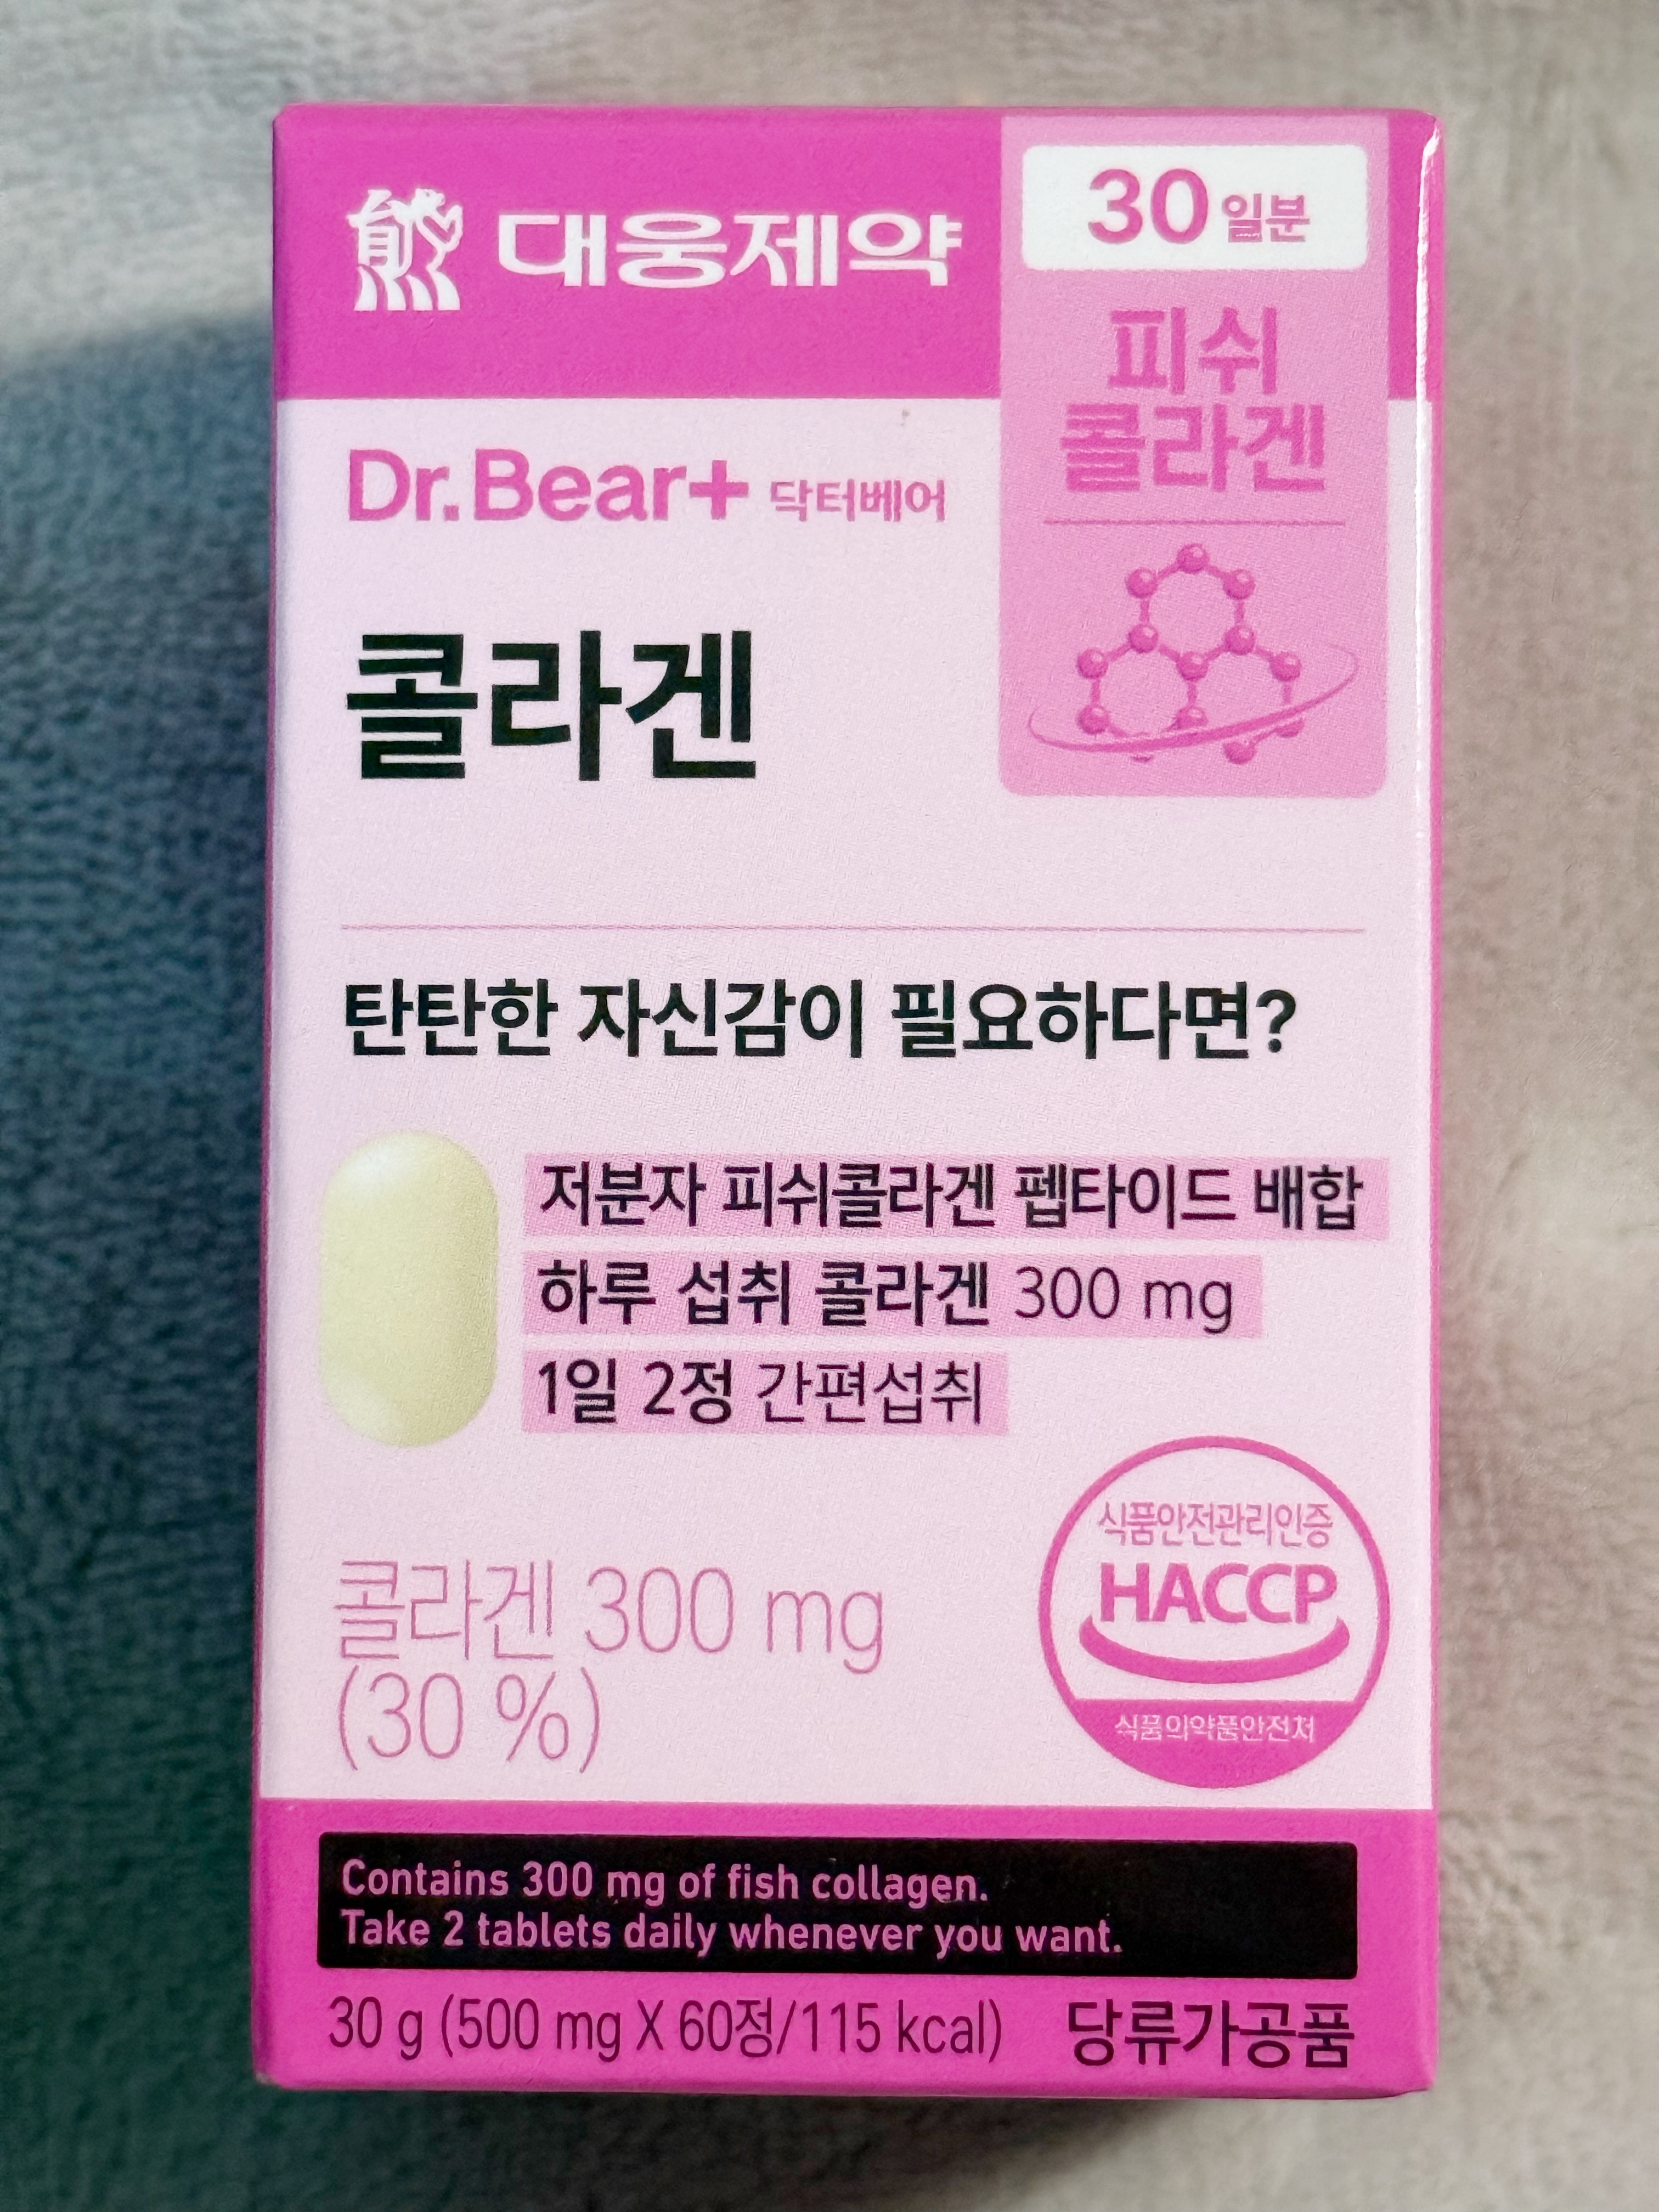 대웅제약
30일분
피쉬
콜라겐
Dr.Bear+ 닥터베어
콜라겐
탄탄한 자신감이 필요하다면?
저분자 피쉬콜라겐 펩타이드 배합
하루 섭취 콜라겐 300 mg
1일 2정 간편섭취
콜라겐 300 mg
(30 %)
식품안전관리인증
HACCP
식품의약품안전처
Contains 300 mg of fish collagen.
Take 2 tablets daily whenever you want.
30 g (500 mg X 60정/115 kcal) 당류가공품